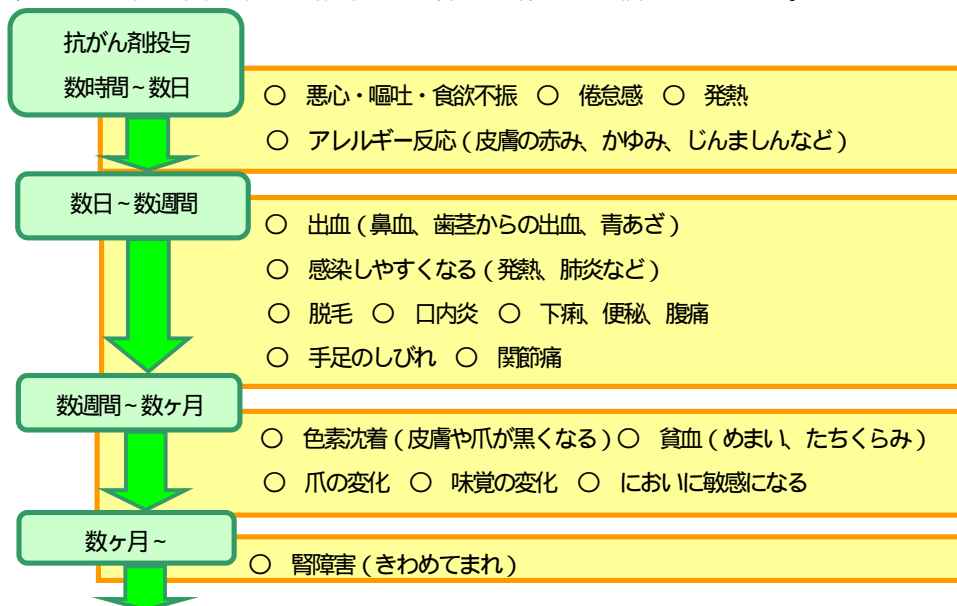 抗がん剤投与
数時間~数日
○ 悪心・嘔吐・食欲不振 ○ 倦怠感 ○ 発熱
○ アレルギー反応(皮膚の赤み、かゆみ、じんましんなど)
数日~数週間
○ 出血(鼻血、歯茎からの出血、青あざ)
○ 感染しやすくなる(発熱、肺炎など)
○ 脱毛 ○ 口内炎 ○ 下痢、便秘、腹痛
○ 手足のしびれ ○ 関節痛
数週間~数ヶ月
○ 色素沈着(皮膚や爪が黒くなる)○ 貧血(めまい、たちくらみ)
○ 爪の変化 ○ 味覚の変化 ○ においに敏感になる
数ヶ月~
○ 腎障害(きわめてまれ)